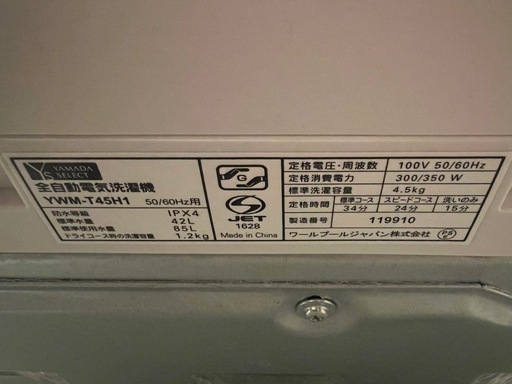 YS YAMADA
SELECT
全自動電気洗濯機
YWM-T45H1 50/60Hz用
防水等級 IPX4
標準水量 42L
標準使用水量 85L
ドライコース時の洗濯容量 1.2kg
G
JET
1628
Made in China
定格電圧・周波数 100V 50/60Hz
定格消費電力 300/350 W
標準洗濯容量 4.5kg
標準コース スピードコース 洗いのみ
34分 24分 15分
製造番号 119910
ワールプールジャパン株式会社
PS
E